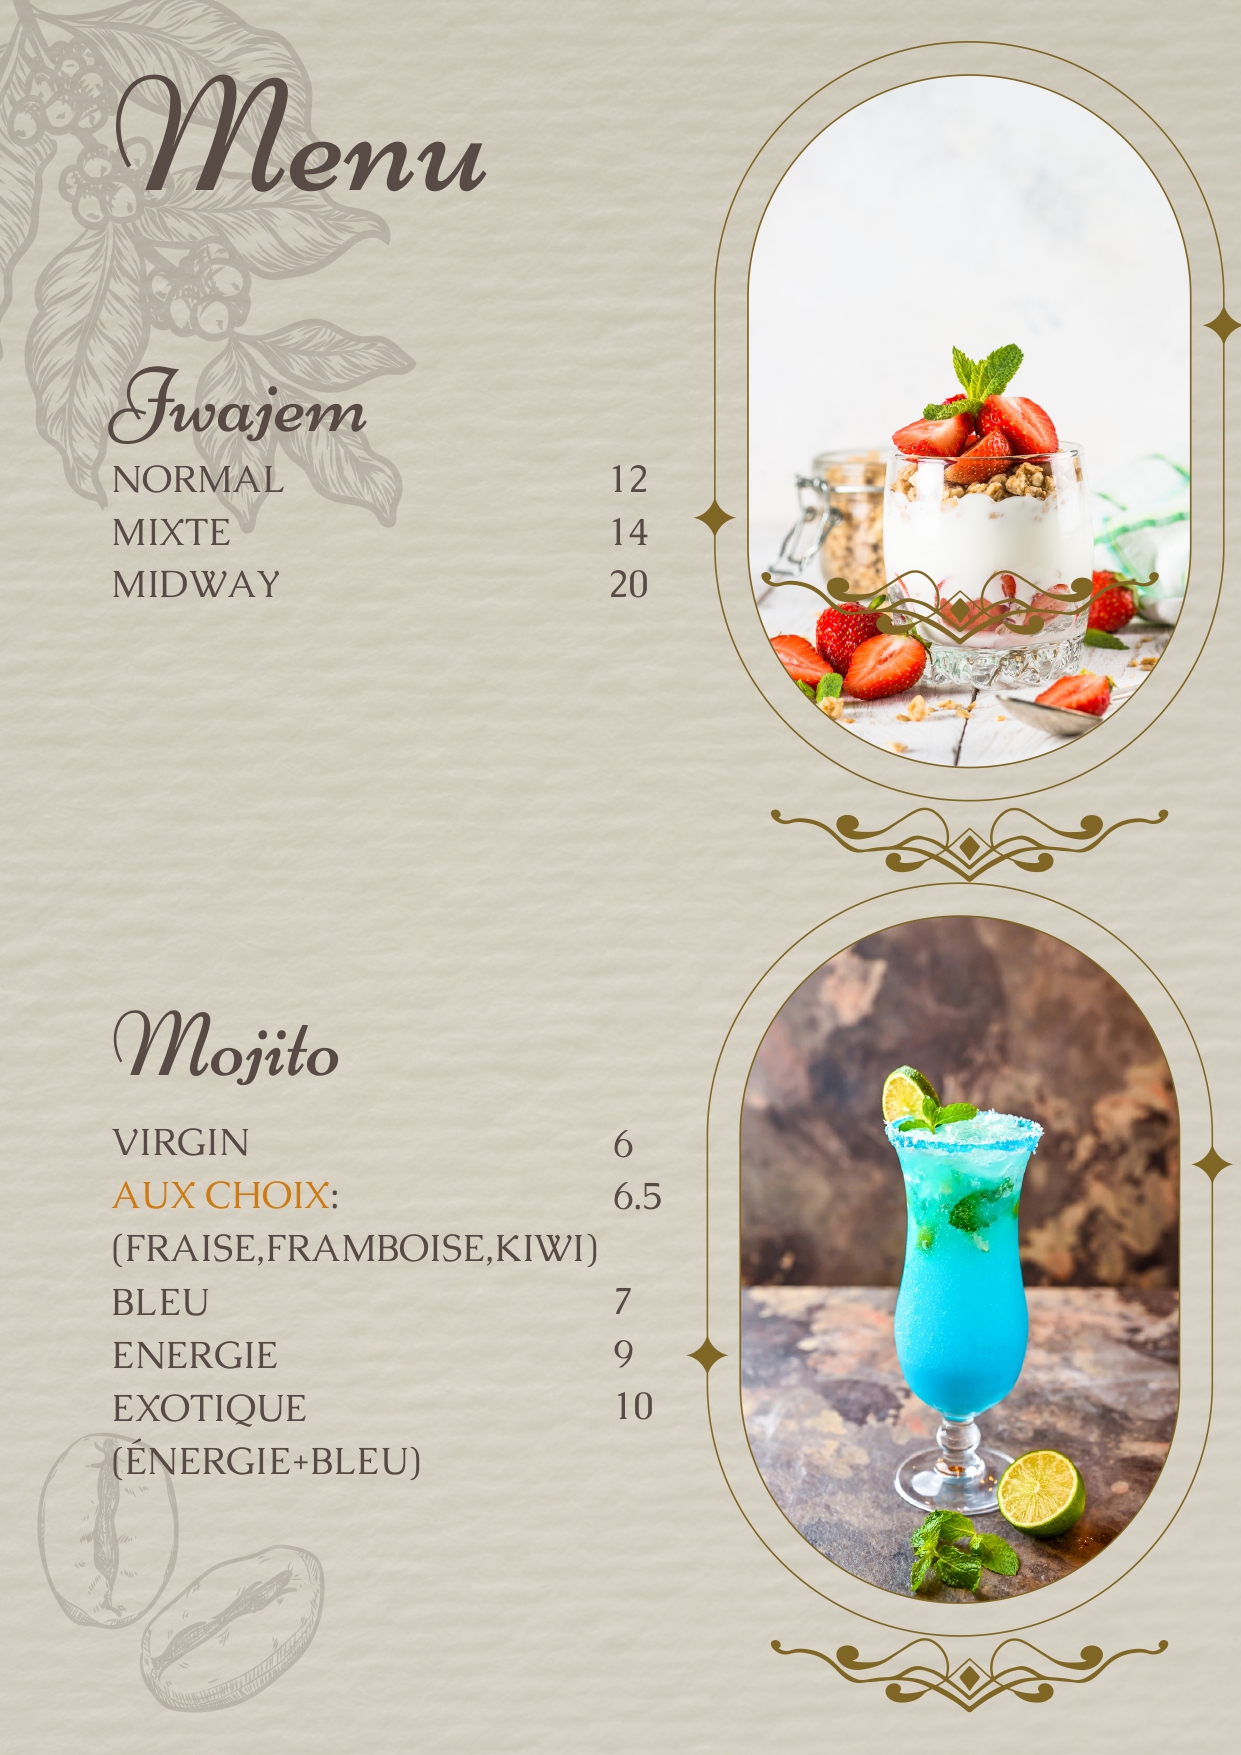 Menu
Jwajem
NORMAL 12
MIXTE 14
MIDWAY 20
Mojito
VIRGIN 6
AUX CHOIX: 6.5
(FRAISE,FRAMBOISE,KIWI)
BLEU 7
ENERGIE 9
EXOTIQUE 10
(ÉNERGIE+BLEU)